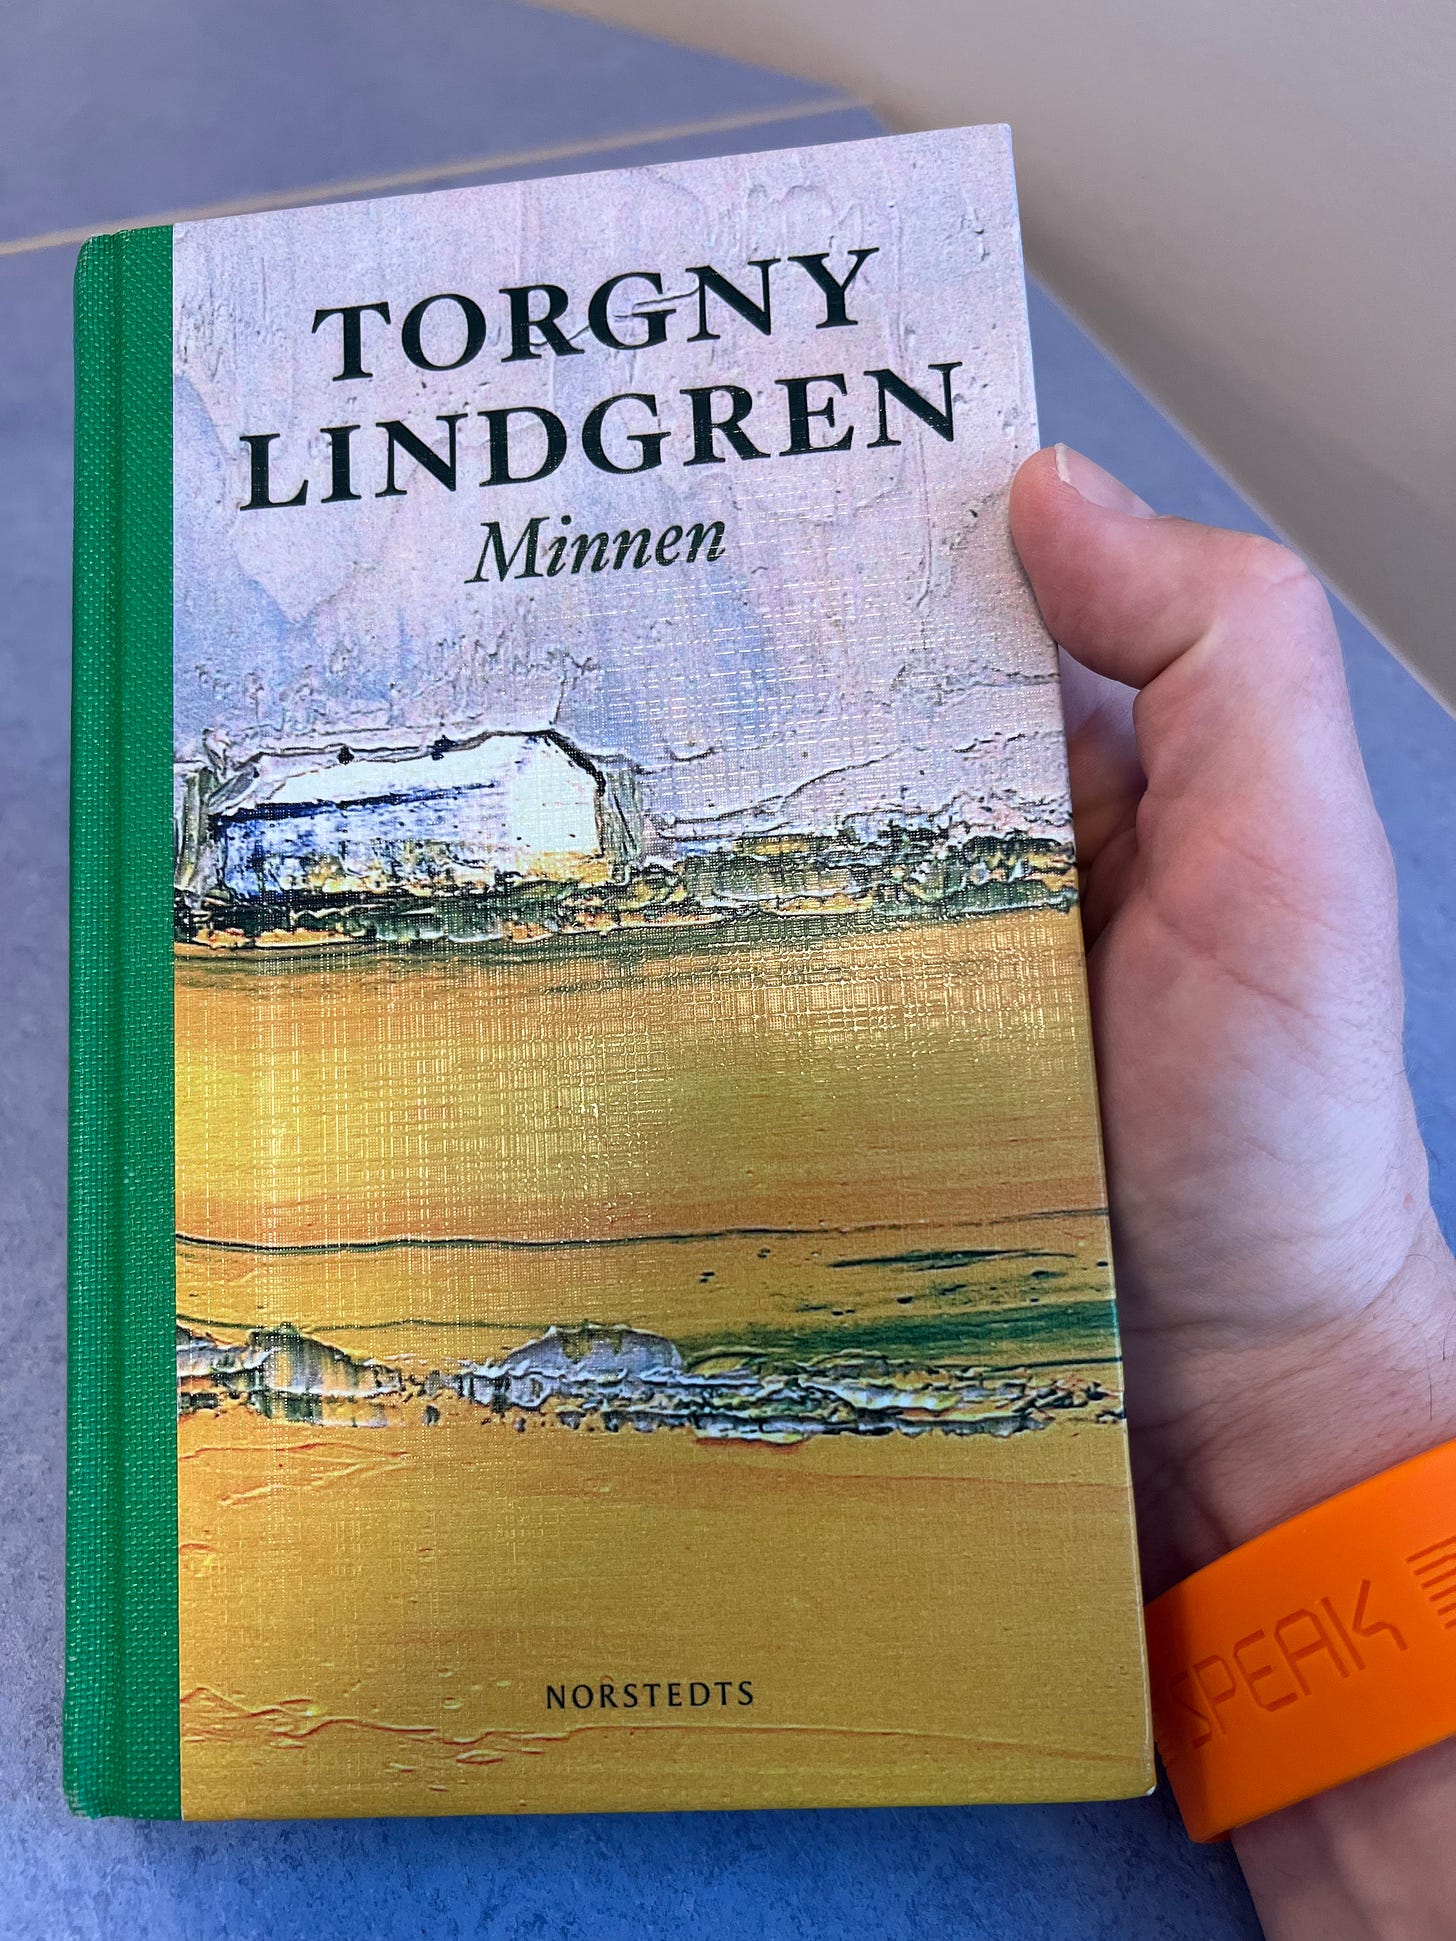 TORGNY
LINDGREN
Minnen
NORSTEDTS
SPEAK